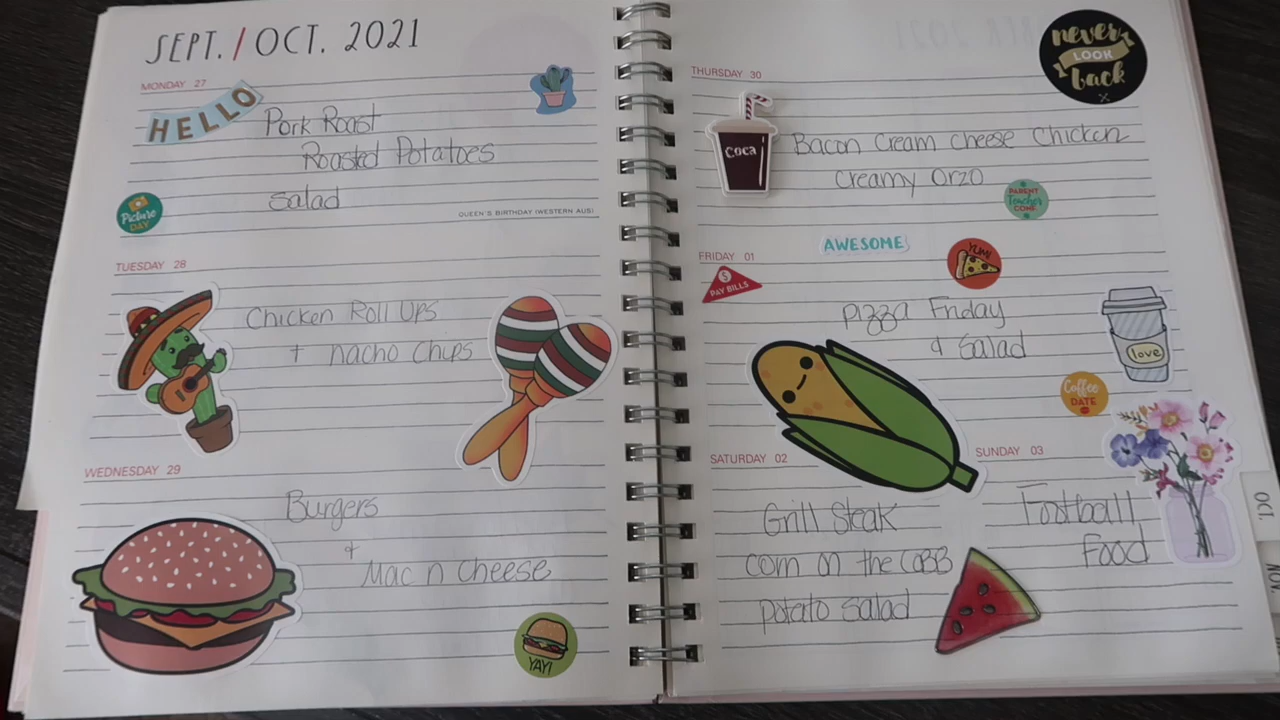 SEPT./OCT. 2021
MONDAY 27
HELLO
Pork Roast
Roasted Potatoes
Salad
Picture DAY
QUEEN'S BIRTHDAY (WESTERN AUS)
TUESDAY 28
Chicken Roll Ups
+ nacho Chips
WEDNESDAY 29
Burgers
+
Mac n Cheese
YAY!
THURSDAY 30
never
LOOK
back
COCA
Bacon Cream cheese Chicken
Creamy Orzo
PARENT
Teacher
CONF.
AWESOME
FRIDAY 01
YUM!
$
PAY BILLS
Pizza Friday
& Salad
love
Coffee
DATE
SATURDAY 02
Grill Steak
corn on the COBB
potato salad
SUNDAY 03
Football
Food
OCT.
NOV.